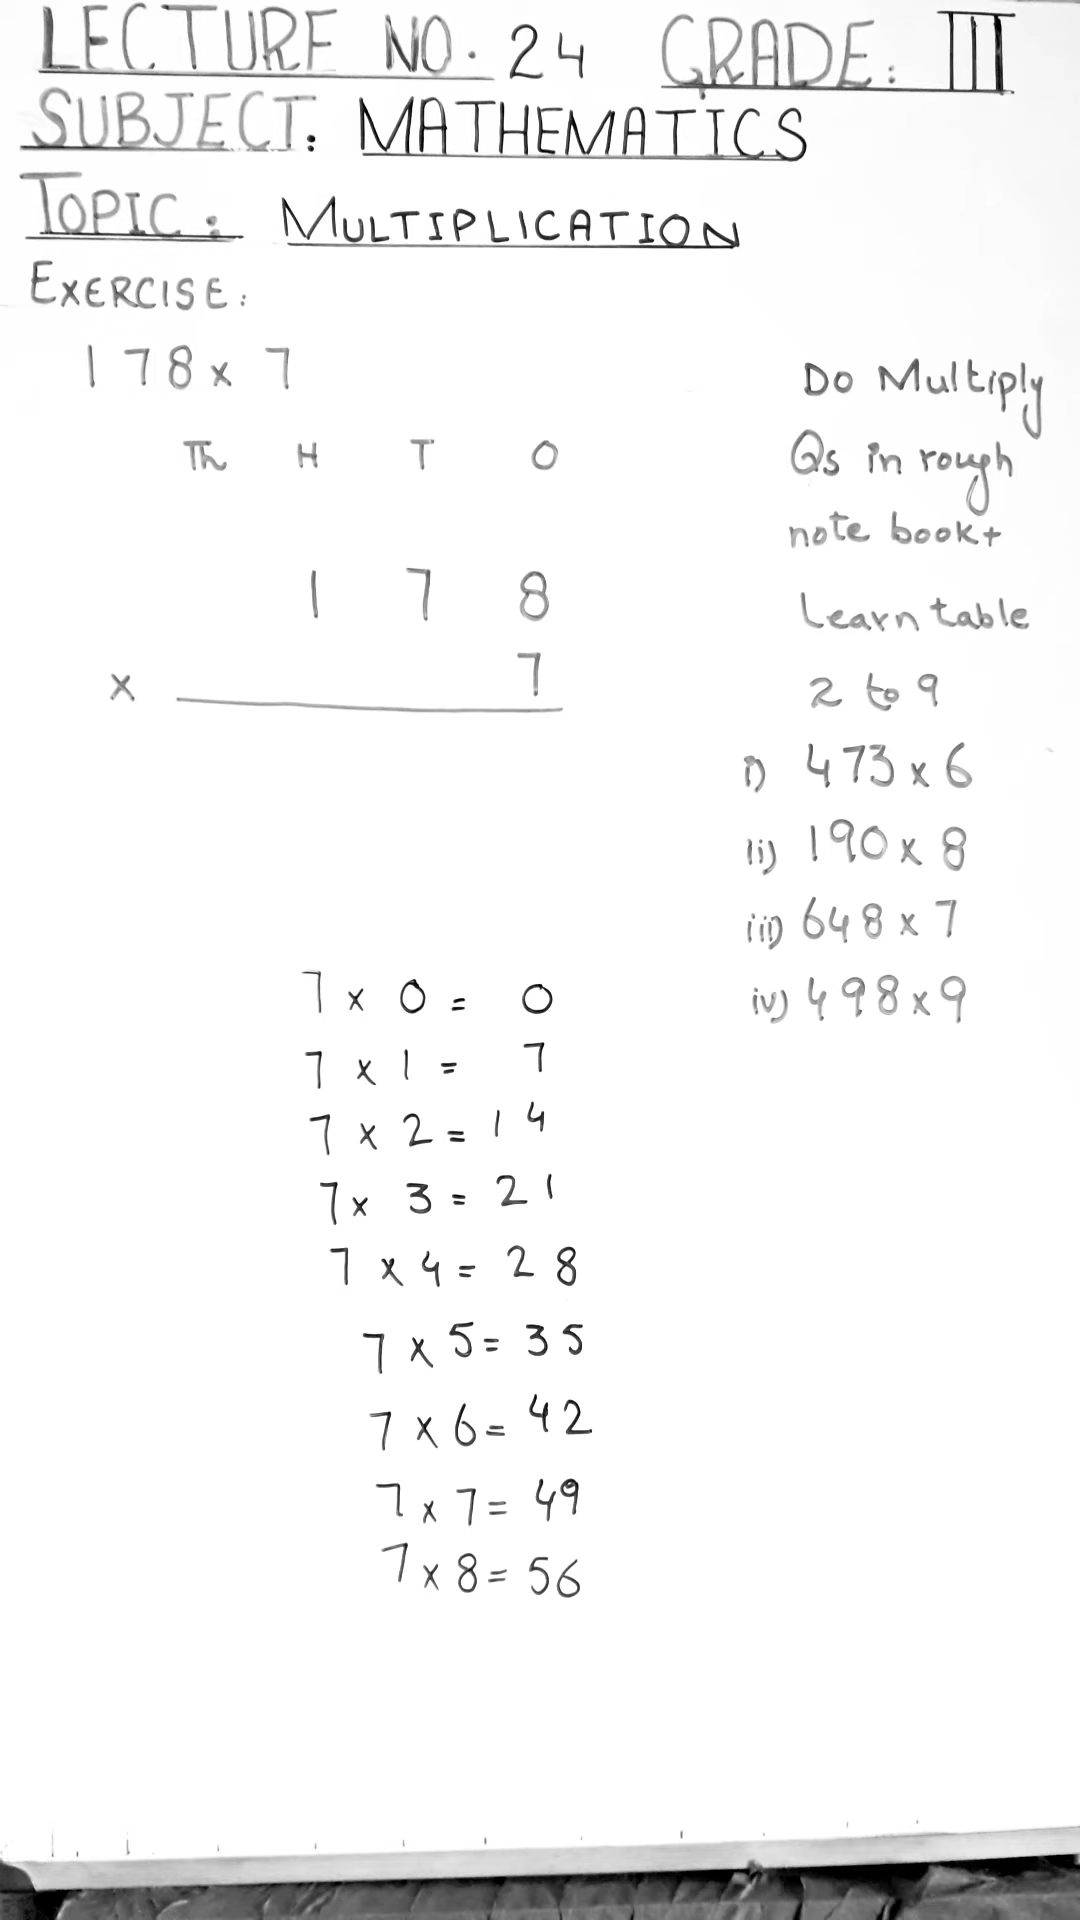 LECTURE NO. 24 GRADE: III
SUBJECT: MATHEMATICS
TOPIC: MULTIPLICATION
EXERCISE:
178 x 7
Th H T O
1 7 8
x 7
7 x 0 = 0
7 x 1 = 7
7 x 2 = 14
7 x 3 = 21
7 x 4 = 28
7 x 5 = 35
7 x 6 = 42
7 x 7 = 49
7 x 8 = 56
Do Multiply
Qs in rough
note book +
Learn table
2 to 9
i) 473 x 6
ii) 190 x 8
iii) 648 x 7
iv) 498 x 9